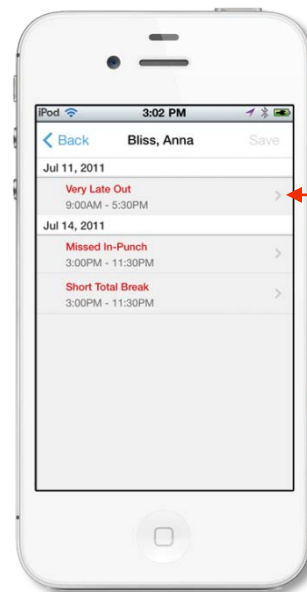 iPod 3:02 PM
Back Bliss, Anna Save
Jul 11, 2011
Very Late Out
9:00AM - 5:30PM
Jul 14, 2011
Missed In-Punch
3:00PM - 11:30PM
Short Total Break
3:00PM - 11:30PM